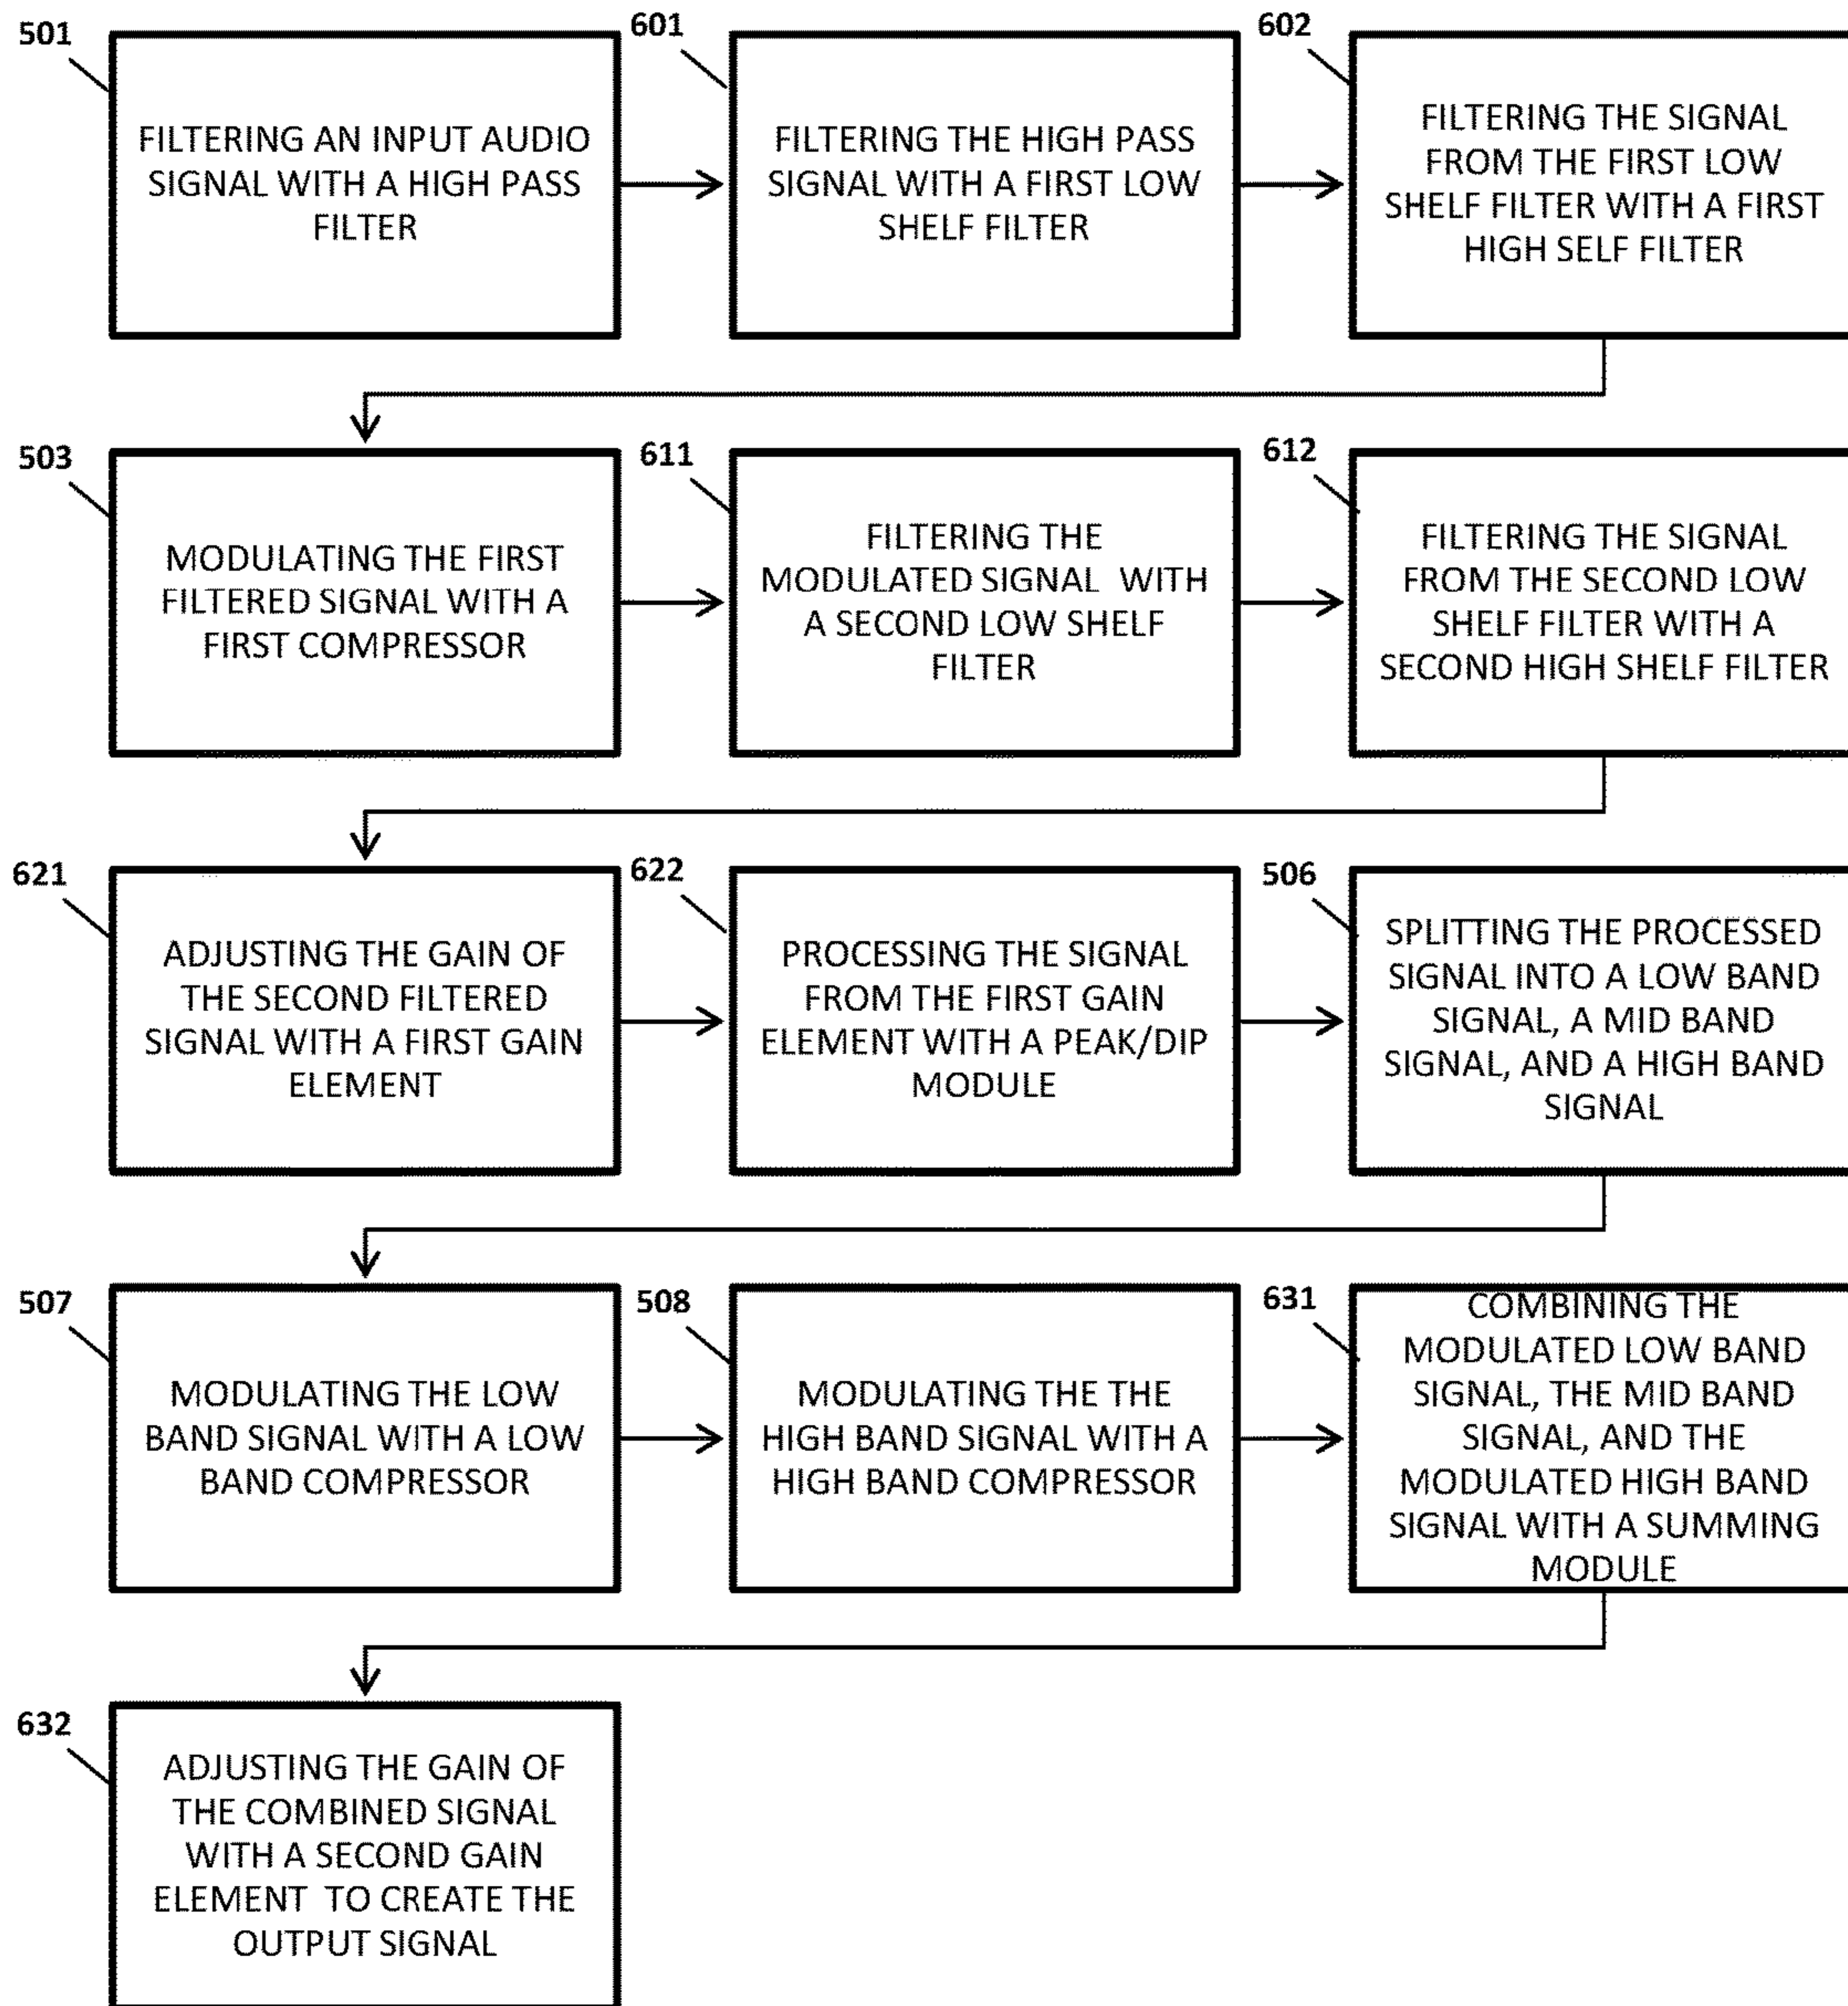 501
FILTERING AN INPUT AUDIO
SIGNAL WITH A HIGH PASS
FILTER
601
FILTERING THE HIGH PASS
SIGNAL WITH A FIRST LOW
SHELF FILTER
602
FILTERING THE SIGNAL
FROM THE FIRST LOW
SHELF FILTER WITH A FIRST
HIGH SELF FILTER
503
MODULATING THE FIRST
FILTERED SIGNAL WITH A
FIRST COMPRESSOR
611
FILTERING THE
MODULATED SIGNAL WITH
A SECOND LOW SHELF
FILTER
612
FILTERING THE SIGNAL
FROM THE SECOND LOW
SHELF FILTER WITH A
SECOND HIGH SHELF FILTER
621
ADJUSTING THE GAIN OF
THE SECOND FILTERED
SIGNAL WITH A FIRST GAIN
ELEMENT
622
PROCESSING THE SIGNAL
FROM THE FIRST GAIN
ELEMENT WITH A PEAK/DIP
MODULE
506
SPLITTING THE PROCESSED
SIGNAL INTO A LOW BAND
SIGNAL, A MID BAND
SIGNAL, AND A HIGH BAND
SIGNAL
507
MODULATING THE LOW
BAND SIGNAL WITH A LOW
BAND COMPRESSOR
508
MODULATING THE THE
HIGH BAND SIGNAL WITH A
HIGH BAND COMPRESSOR
631
COMBINING THE
MODULATED LOW BAND
SIGNAL, THE MID BAND
SIGNAL, AND THE
MODULATED HIGH BAND
SIGNAL WITH A SUMMING
MODULE
632
ADJUSTING THE GAIN OF
THE COMBINED SIGNAL
WITH A SECOND GAIN
ELEMENT TO CREATE THE
OUTPUT SIGNAL